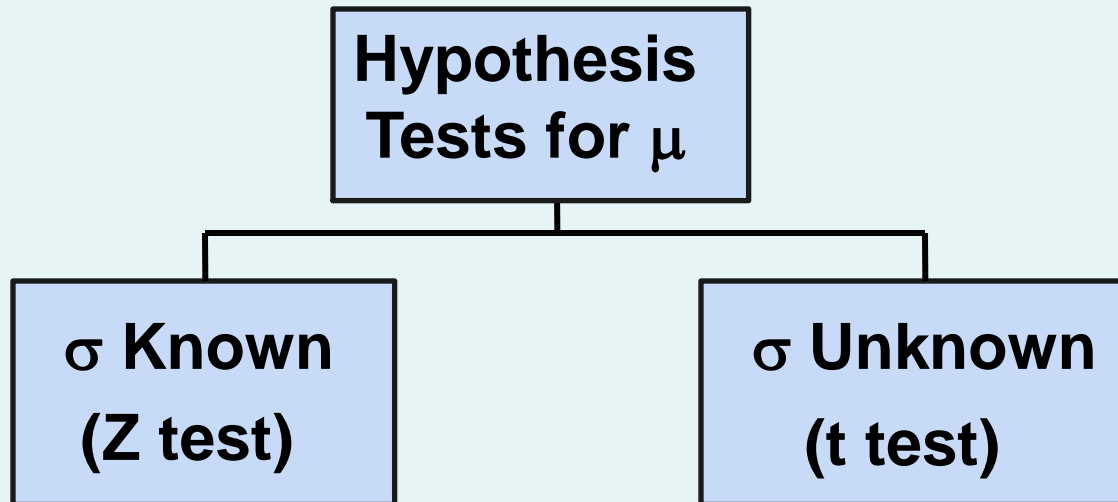 Hypothesis
Tests for μ
σ Known
(Z test)
σ Unknown
(t test)